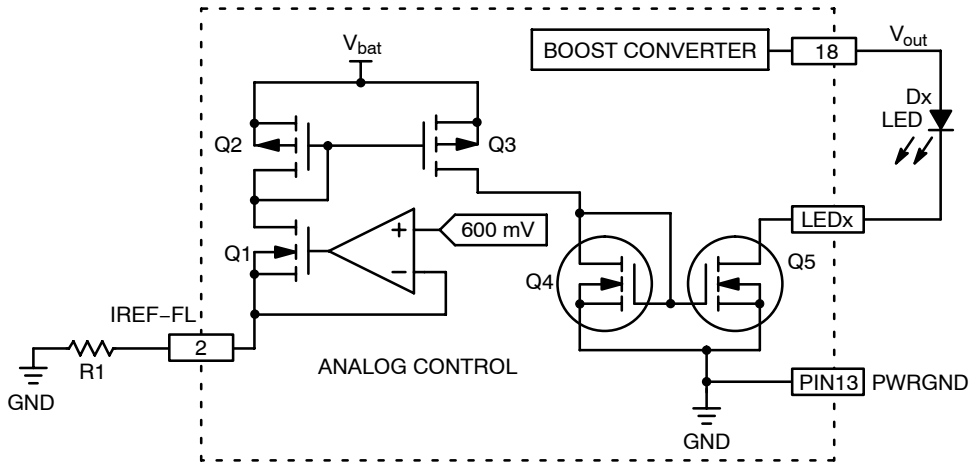 V_bat
BOOST CONVERTER
18
V_out
Dx
LED
Q2
Q3
600 mV
LEDx
Q1
+
−
Q4
Q5
IREF−FL
2
R1
ANALOG CONTROL
GND
PIN13
PWRGND
GND